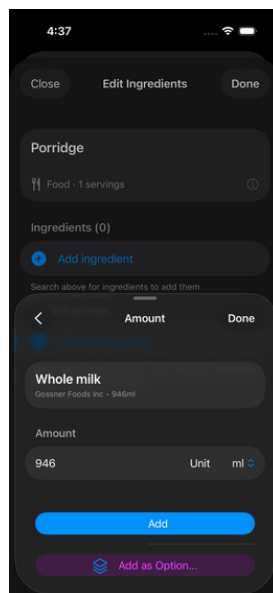 4:37
Close
Edit Ingredients
Done
Porridge
Food · 1 servings
Ingredients (0)
Add ingredient
Search above for ingredients to add them
Amount
Done
Whole milk
Gossner Foods Inc • 946ml
Amount
946
Unit
ml
Add
Add as Option...